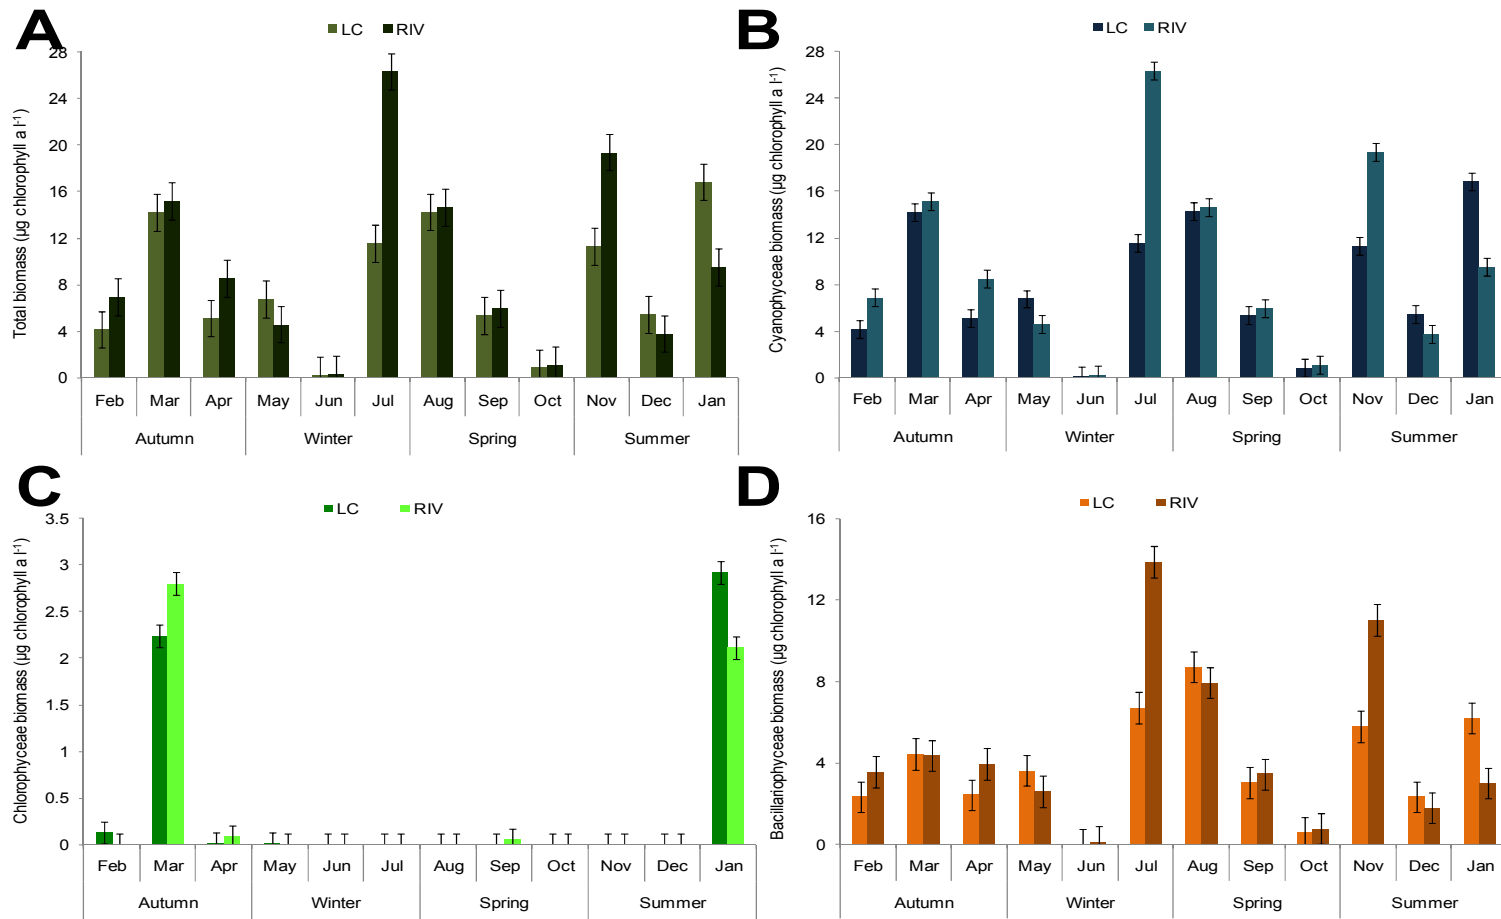 A
LC RIV
Total biomass (µg chlorophyll a l-1)
28
24
20
16
12
8
4
0
Feb Mar Apr May Jun Jul Aug Sep Oct Nov Dec Jan
Autumn Winter Spring Summer
B
LC RIV
Cyanophyceae biomass (µg chlorophyll a l-1)
28
24
20
16
12
8
4
0
Feb Mar Apr May Jun Jul Aug Sep Oct Nov Dec Jan
Autumn Winter Spring Summer
C
LC RIV
Chlorophyceae biomass (µg chlorophyll a l-1)
3.5
3
2.5
2
1.5
1
0.5
0
Feb Mar Apr May Jun Jul Aug Sep Oct Nov Dec Jan
Autumn Winter Spring Summer
D
LC RIV
Bacillariophyceae biomass (µg chlorophyll a l-1)
16
12
8
4
0
Feb Mar Apr May Jun Jul Aug Sep Oct Nov Dec Jan
Autumn Winter Spring Summer